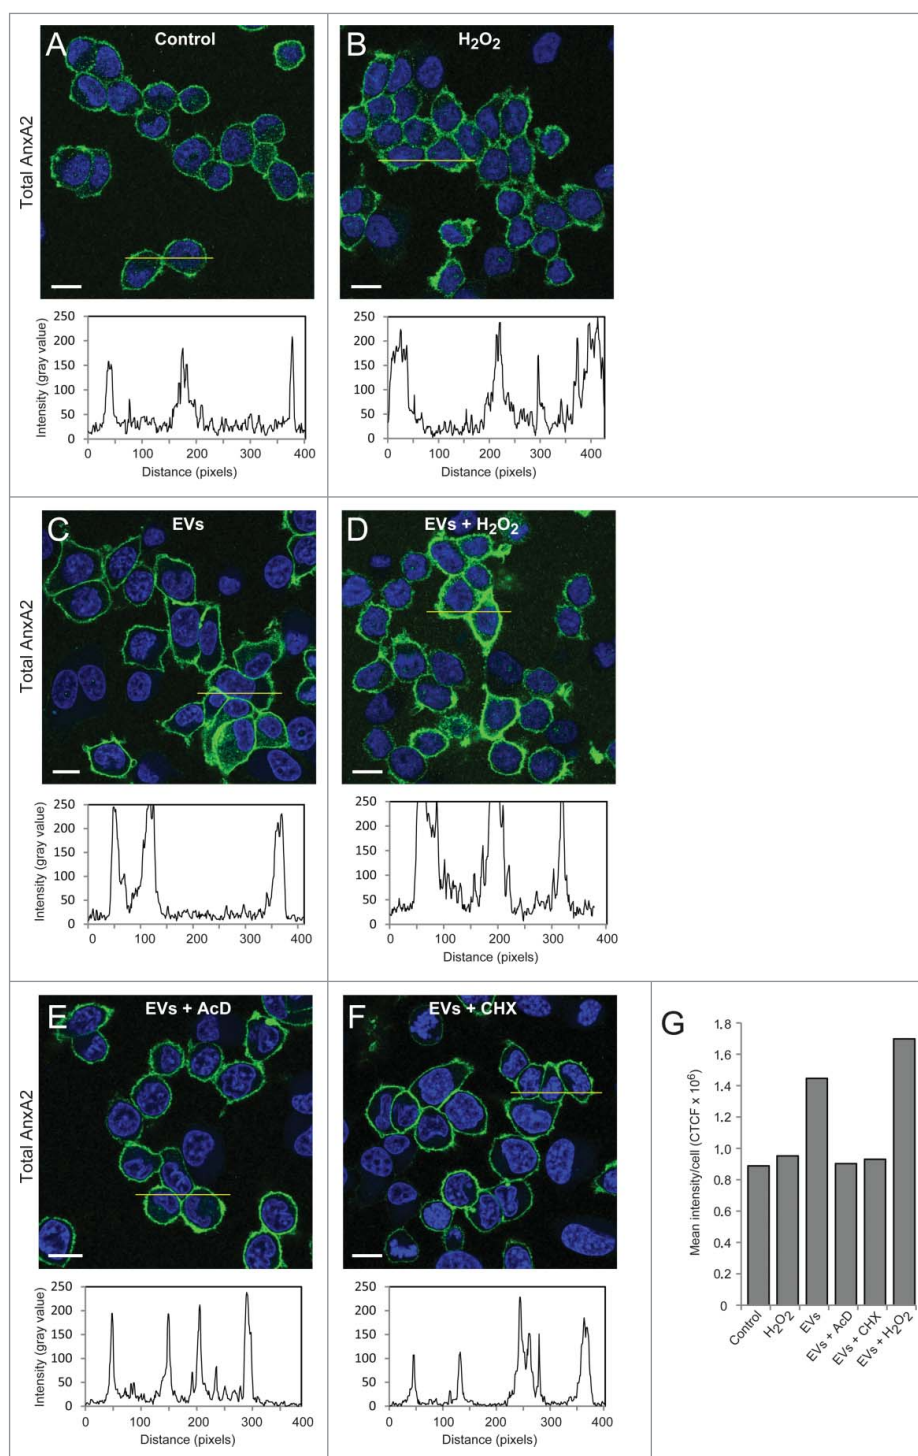 A
Control
B
H₂O₂
Total AnxA2
250
200
150
100
50
0
Intensity (gray value)
0 100 200 300 400
Distance (pixels)
250
200
150
100
50
0
0 100 200 300 400
Distance (pixels)
C
EVs
D
EVs + H₂O₂
Total AnxA2
250
200
150
100
50
0
Intensity (gray value)
0 100 200 300 400
Distance (pixels)
250
200
150
100
50
0
0 100 200 300 400
Distance (pixels)
E
EVs + AcD
F
EVs + CHX
Total AnxA2
250
200
150
100
50
0
Intensity (gray value)
0 100 200 300 400
Distance (pixels)
250
200
150
100
50
0
0 100 200 300 400
Distance (pixels)
G
Mean intensity/cell (CTCF x 10⁶)
1.8
1.6
1.4
1.2
1.0
0.8
0.6
0.4
0.2
0
Control
H₂O₂
EVs
EVs + AcD
EVs + CHX
EVs + H₂O₂